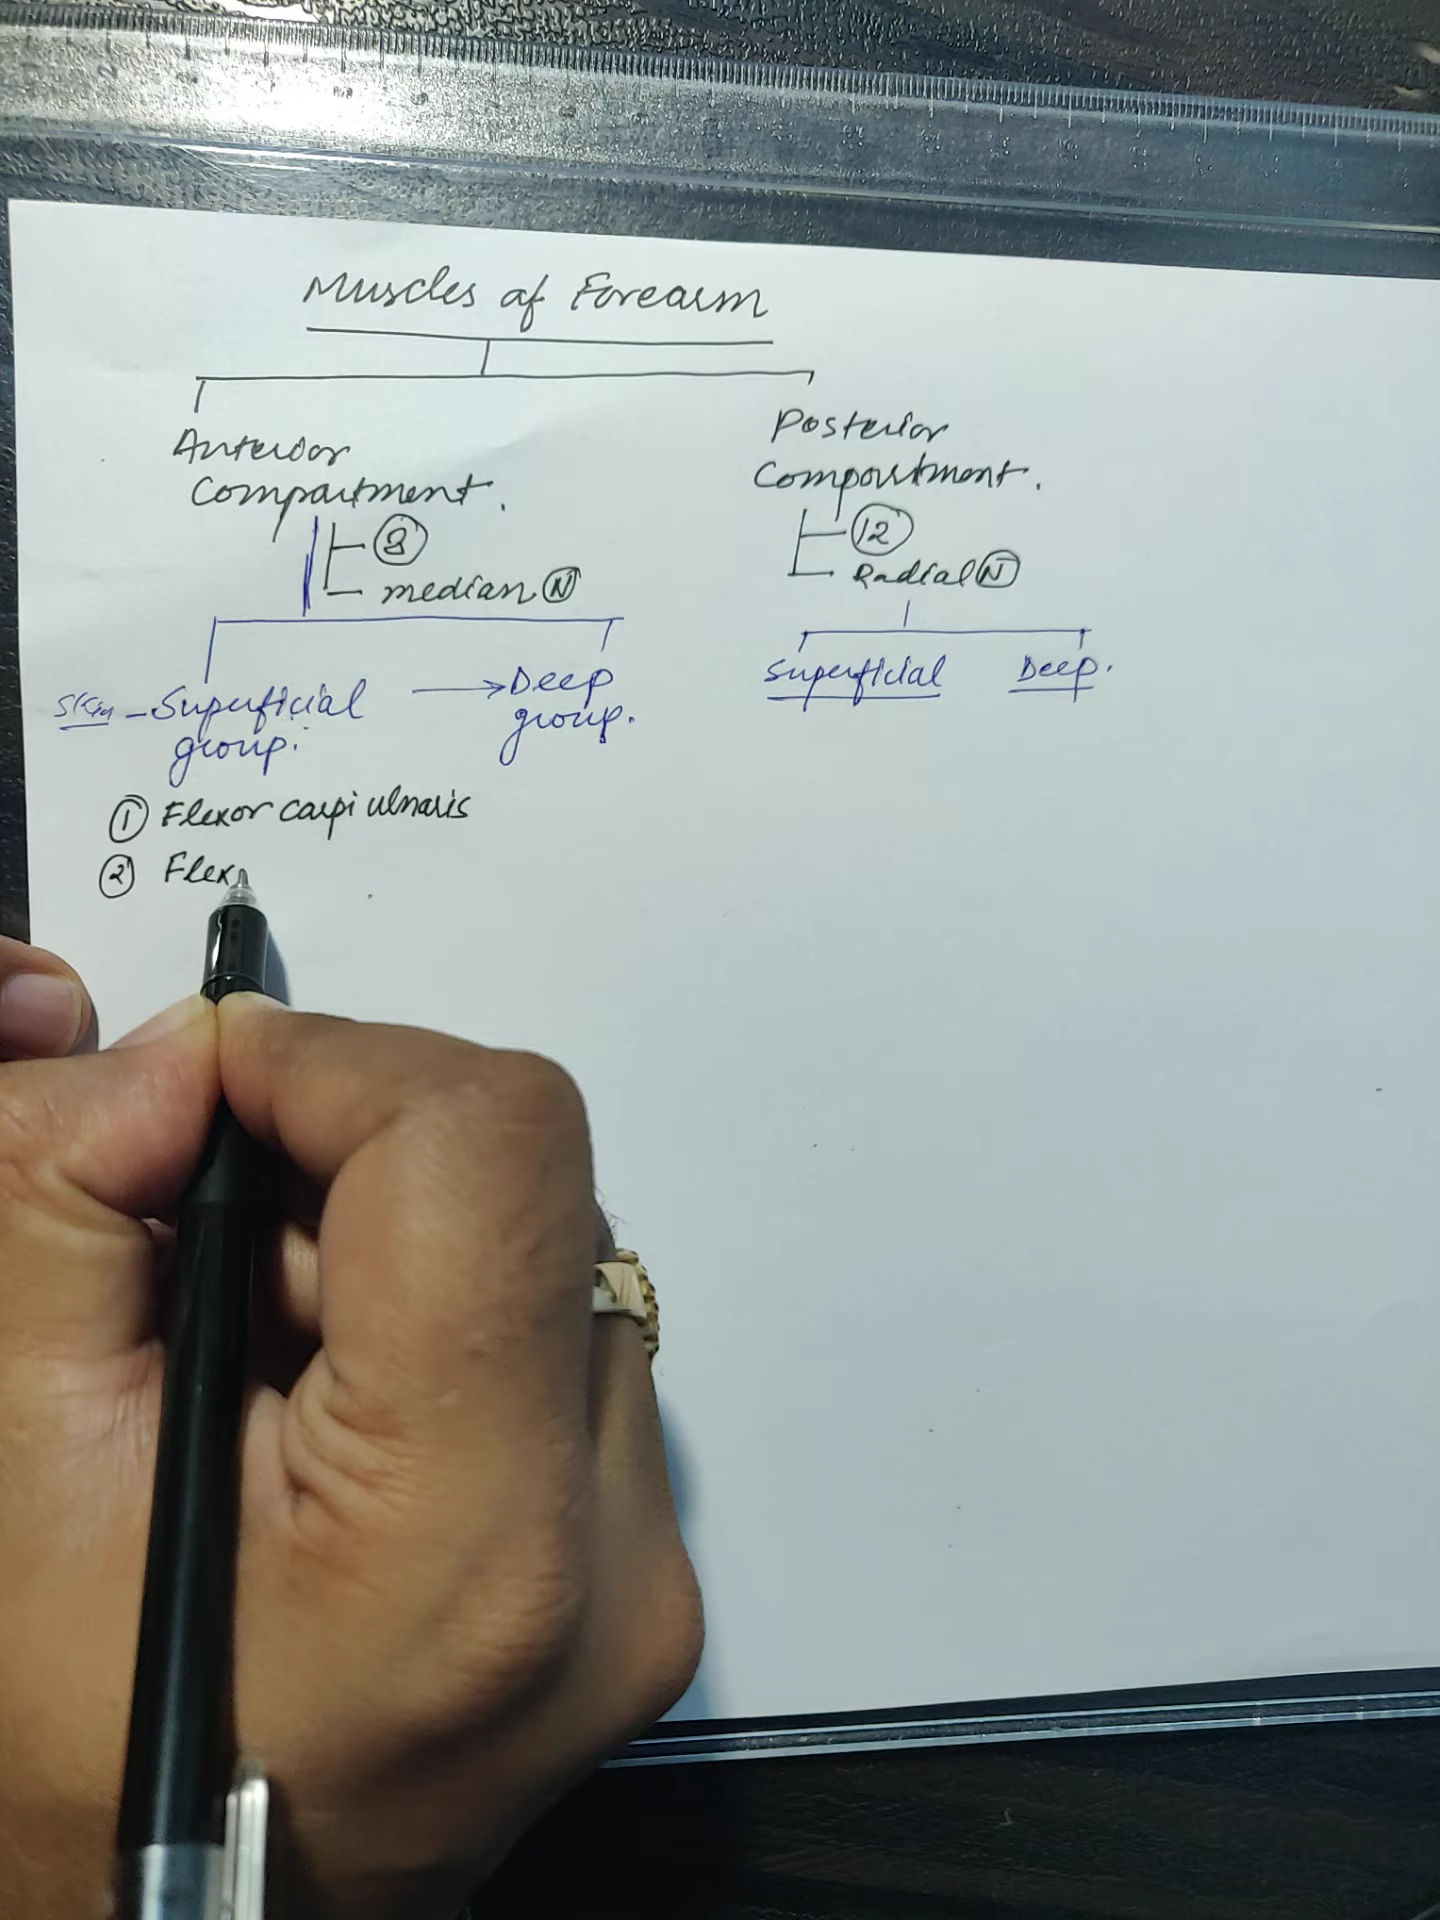 Muscles of Forearm
Anterior
Compartment.
8
median N
Posterior
Compartment.
12
Radial N
Skin - Superficial
group.
→ Deep
group.
Superficial
Deep.
1 Flexor carpi ulnaris
2 Flex